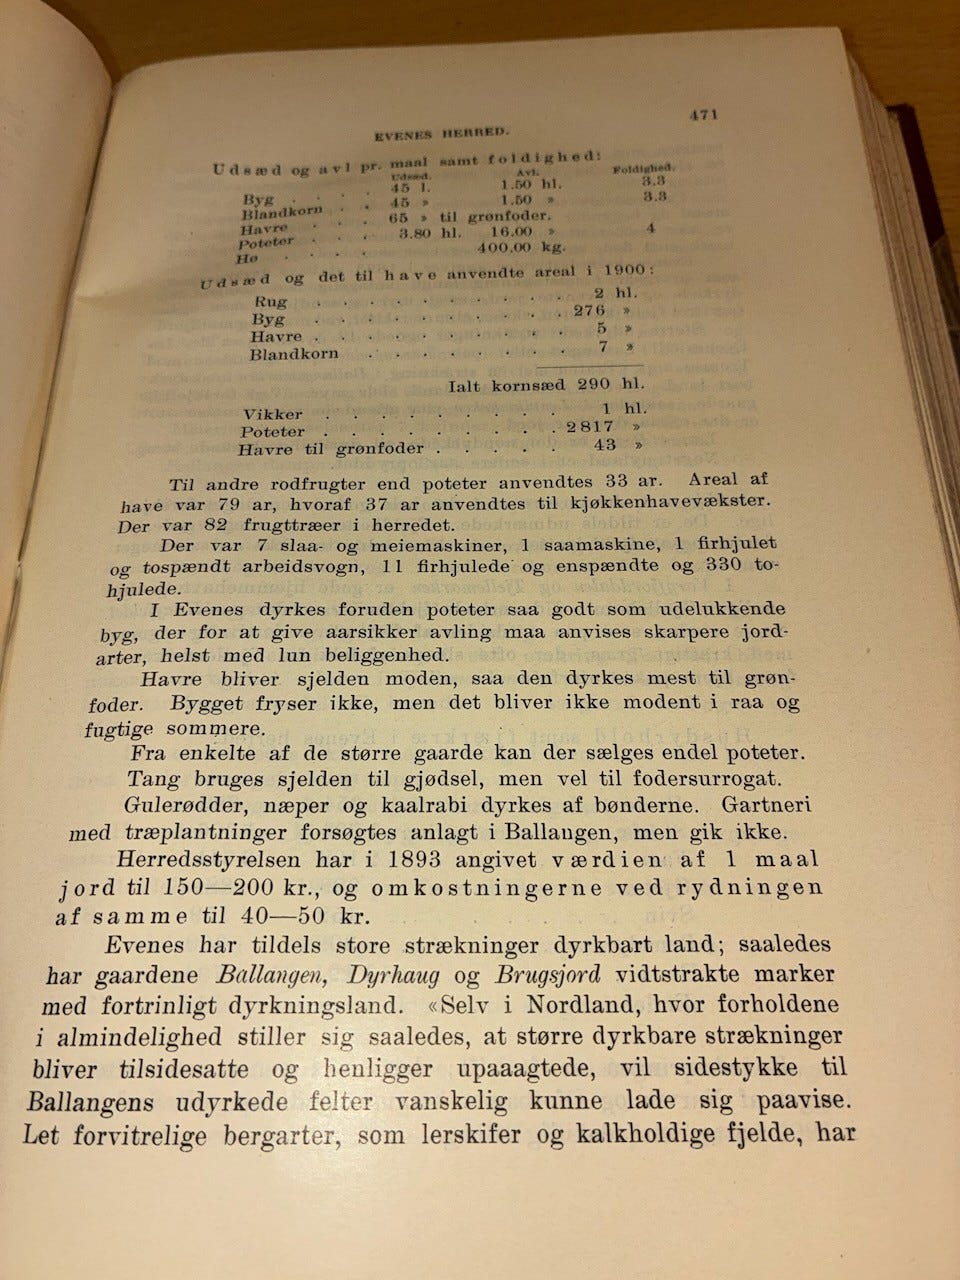 471
EVENES HERRED.
Udsæd og avl pr. maal samt foldighed:
Udsæd. Avl. Foldighed.
Byg . . . 45 l. 1.50 hl. 3.3
Blandkorn . . 45 » 1.50 » 3.3
Havre . . . 65 » til grønfoder.
Poteter . . . 3.80 hl. 16.00 » 4
Hø . . . . 400.00 kg.
Udsæd og det til have anvendte areal i 1900:
Rug . . . . . . . . . . 2 hl.
Byg . . . . . . . . . . 276 »
Havre . . . . . . . . . 5 »
Blandkorn . . . . . . . . 7 »
Ialt kornsæd 290 hl.
Vikker . . . . . . . . . 1 hl.
Poteter . . . . . . . . . 2817 »
Havre til grønfoder . . . . . 43 »
Til andre rodfrugter end poteter anvendtes 33 ar. Areal af
have var 79 ar, hvoraf 37 ar anvendtes til kjøkkenhavevækster.
Der var 82 frugttræer i herredet.
Der var 7 slaa- og meiemaskiner, 1 saamaskine, 1 firhjulet
og tospændt arbeidsvogn, 11 firhjulede og enspændte og 330 to-
hjulede.
I Evenes dyrkes foruden poteter saa godt som udelukkende
byg, der for at give aarsikker avling maa anvises skarpere jord-
arter, helst med lun beliggenhed.
Havre bliver sjelden moden, saa den dyrkes mest til grøn-
foder. Bygget fryser ikke, men det bliver ikke modent i raa og
fugtige sommere.
Fra enkelte af de større gaarde kan der sælges endel poteter.
Tang bruges sjelden til gjødsel, men vel til fodersurrogat.
Gulerødder, næper og kaalrabi dyrkes af bønderne. Gartneri
med træplantninger forsøgtes anlagt i Ballangen, men gik ikke.
Herredsstyrelsen har i 1893 angivet værdien af 1 maal
jord til 150—200 kr., og omkostningerne ved rydningen
af samme til 40—50 kr.
Evenes har tildels store strækninger dyrkbart land; saaledes
har gaardene Ballangen, Dyrhaug og Brugsjord vidtstrakte marker
med fortrinligt dyrkningsland. «Selv i Nordland, hvor forholdene
i almindelighed stiller sig saaledes, at større dyrkbare strækninger
bliver tilsidesatte og henligger upaaagtede, vil sidestykke til
Ballangens udyrkede felter vanskelig kunne lade sig paavise.
Let forvitrelige bergarter, som lerskifer og kalkholdige fjelde, har